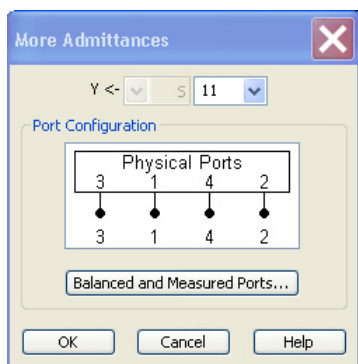 More Admittances
Y <- S 11
Port Configuration
Physical Ports
3 1 4 2
3 1 4 2
Balanced and Measured Ports...
OK Cancel Help